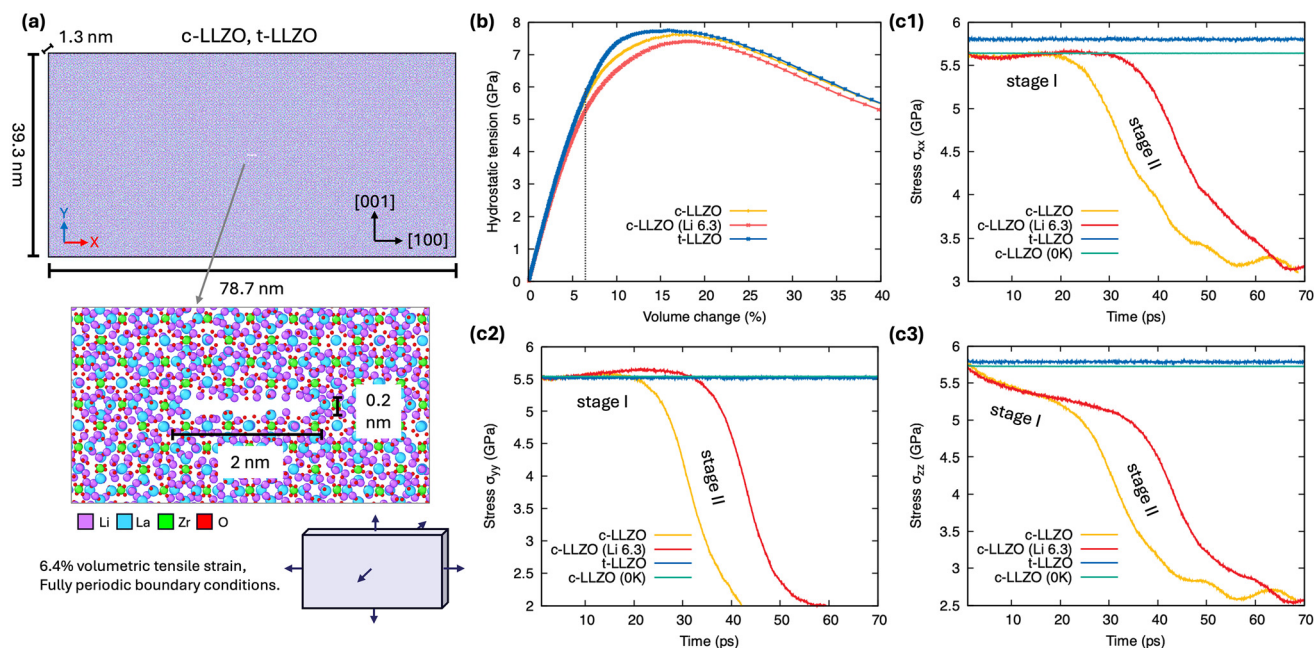 (a)
1.3 nm
c-LLZO, t-LLZO
39.3 nm
78.7 nm
Y
X
[001]
[100]
0.2
nm
2 nm
Li
La
Zr
O
6.4% volumetric tensile strain,
Fully periodic boundary conditions.
(b)
Hydrostatic tension (GPa)
8
7
6
5
4
3
2
1
0
c-LLZO
c-LLZO (Li 6.3)
t-LLZO
0
5
10
15
20
25
30
35
40
Volume change (%)
(c1)
Stress σxx (GPa)
6
5.5
5
4.5
4
3.5
3
stage I
stage II
c-LLZO
c-LLZO (Li 6.3)
t-LLZO
c-LLZO (0K)
10
20
30
40
50
60
70
Time (ps)
(c2)
Stress σyy (GPa)
6
5.5
5
4.5
4
3.5
3
2.5
2
stage I
stage II
c-LLZO
c-LLZO (Li 6.3)
t-LLZO
c-LLZO (0K)
10
20
30
40
50
60
70
Time (ps)
(c3)
Stress σzz (GPa)
6
5.5
5
4.5
4
3.5
3
2.5
stage I
stage II
c-LLZO
c-LLZO (Li 6.3)
t-LLZO
c-LLZO (0K)
10
20
30
40
50
60
70
Time (ps)